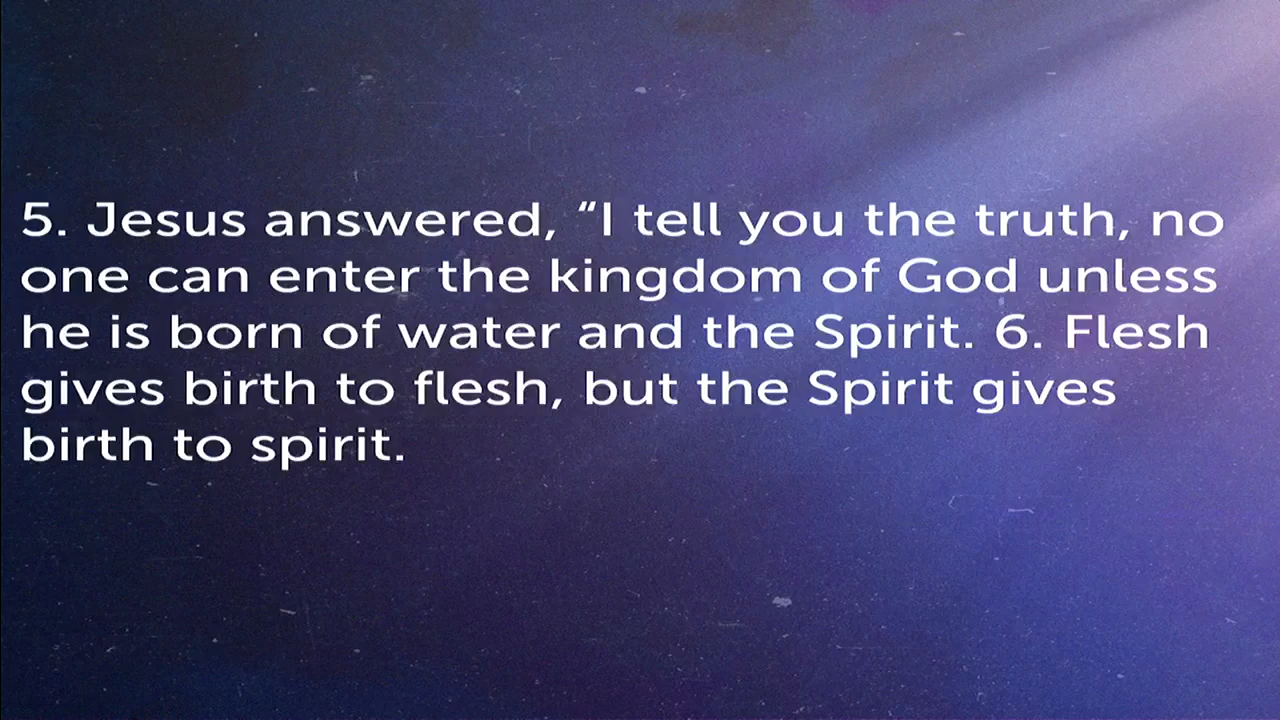 5. Jesus answered, “I tell you the truth, no
one can enter the kingdom of God unless
he is born of water and the Spirit. 6. Flesh
gives birth to flesh, but the Spirit gives
birth to spirit.